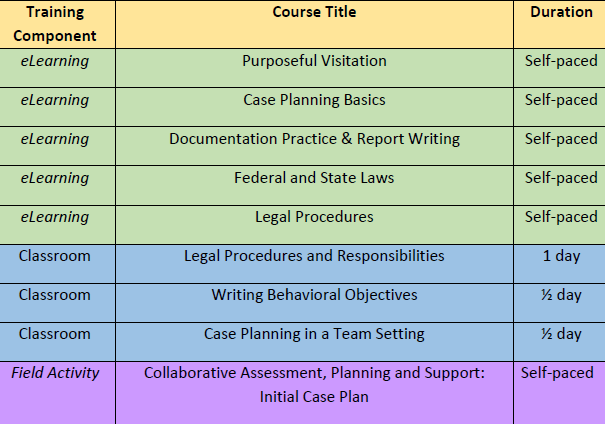 Training Component Course Title Duration
eLearning Purposeful Visitation Self-paced
eLearning Case Planning Basics Self-paced
eLearning Documentation Practice & Report Writing Self-paced
eLearning Federal and State Laws Self-paced
eLearning Legal Procedures Self-paced
Classroom Legal Procedures and Responsibilities 1 day
Classroom Writing Behavioral Objectives ½ day
Classroom Case Planning in a Team Setting ½ day
Field Activity Collaborative Assessment, Planning and Support: Self-paced
Initial Case Plan